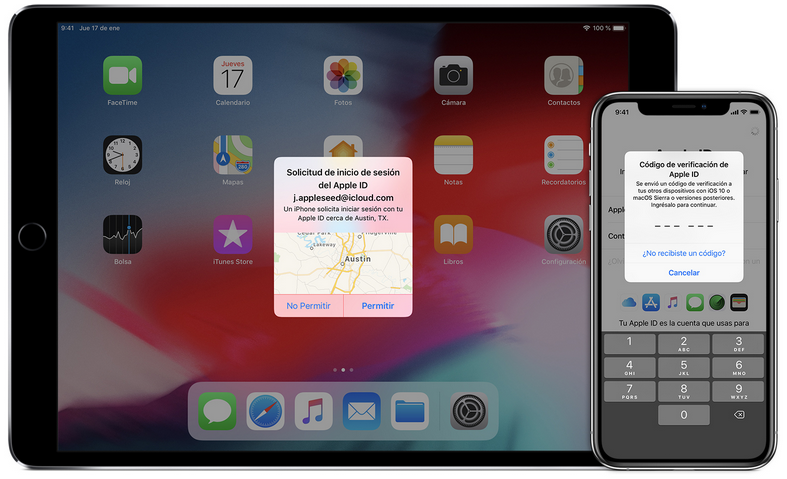 9:41 Jue 17 de ene
100 %
FaceTime
Jueves
17
Calendario
Fotos
Cámara
Contactos
Reloj
280
Mapas
Notas
Recordatorios
Bolsa
iTunes Store
Libros
Configuración
Solicitud de inicio de sesión
del Apple ID
j.appleseed@icloud.com
Un iPhone solicita iniciar sesión con tu
Apple ID cerca de Austin, TX.
Cedar Park
Pflugerville
Lakeway
Austin
No Permitir
Permitir
9:41
Apple ID
Código de verificación de
Apple ID
Se envió un código de verificación a
tus otros dispositivos con iOS 10 o
macOS Sierra o versiones posteriores.
Ingrésalo para continuar.
¿No recibiste un código?
Cancelar
Tu Apple ID es la cuenta que usas para
1
2
ABC
3
DEF
4
GHI
5
JKL
6
MNO
7
PQRS
8
TUV
9
WXYZ
0